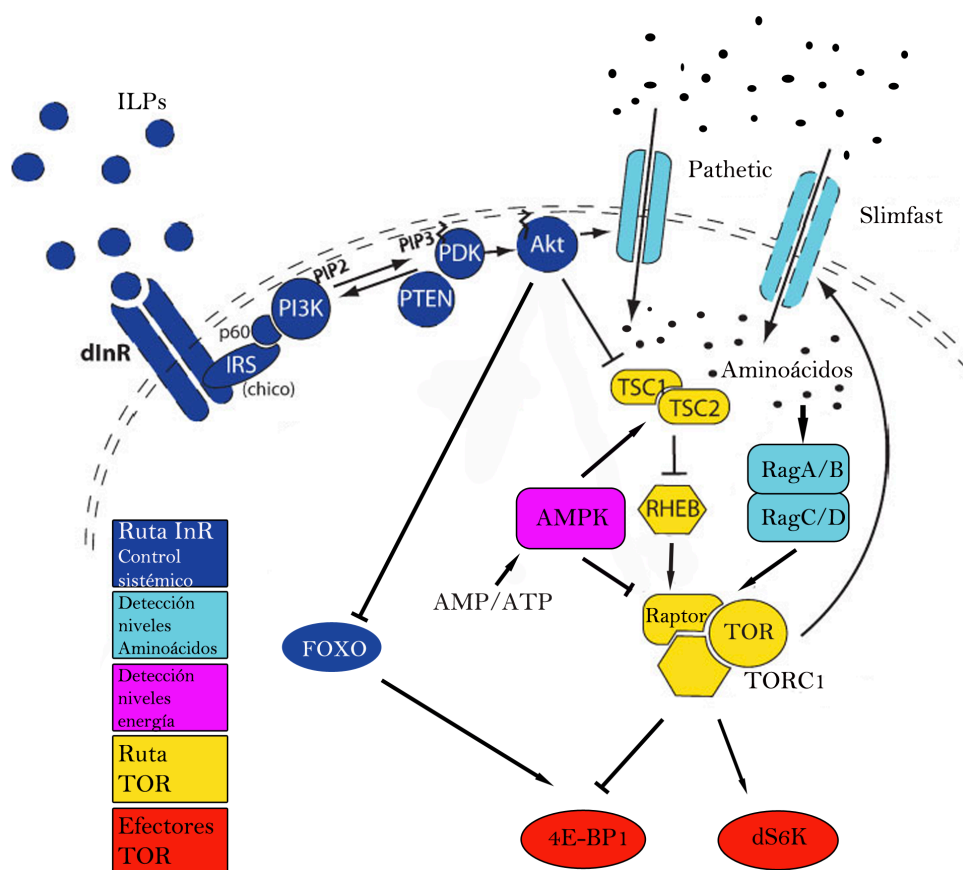 ILPs
Pathetic
Slimfast
PIP3
PDK
Akt
PIP2
PI3K
PTEN
p60
dInR
IRS
(chico)
Aminoácidos
TSC1
TSC2
RagA/B
RagC/D
RHEB
AMPK
AMP/ATP
Raptor
TOR
TORC1
FOXO
4E-BP1
dS6K
Ruta InR
Control
sistémico
Detección
niveles
Aminoácidos
Detección
niveles
energía
Ruta
TOR
Efectores
TOR